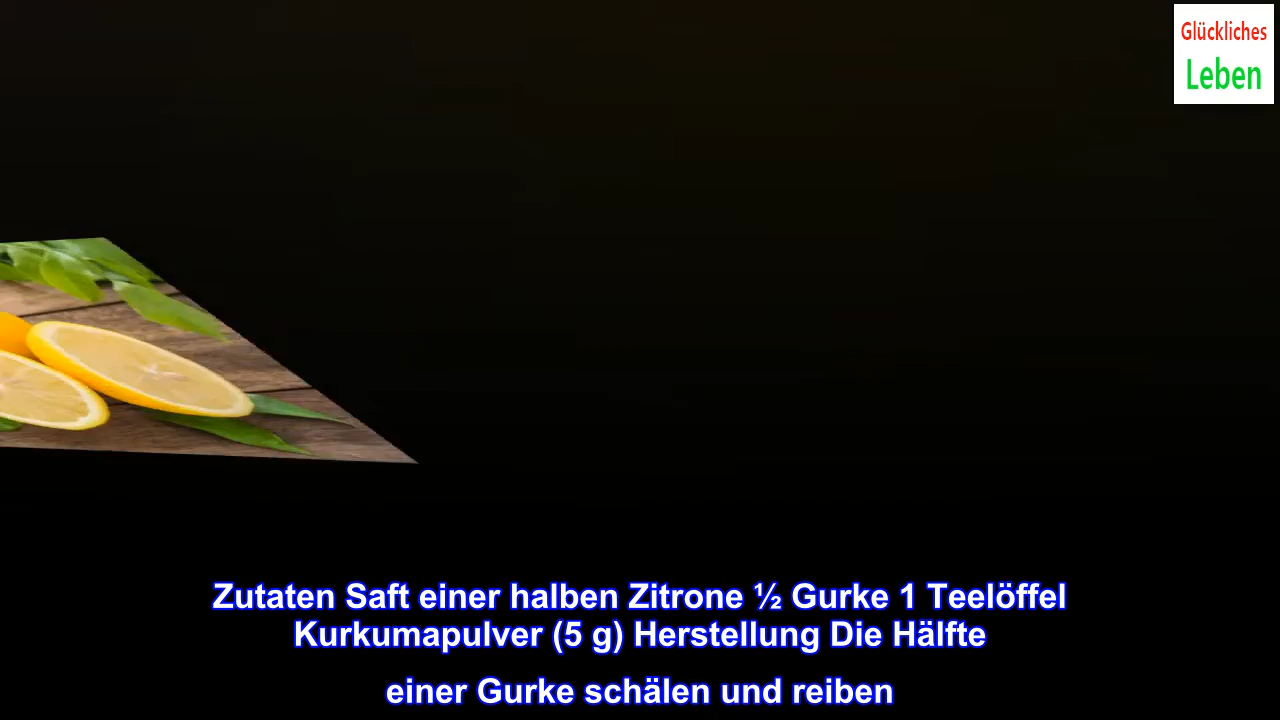 Glückliches
Leben
Zutaten Saft einer halben Zitrone ½ Gurke 1 Teelöffel
Kurkumapulver (5 g) Herstellung Die Hälfte
einer Gurke schälen und reiben